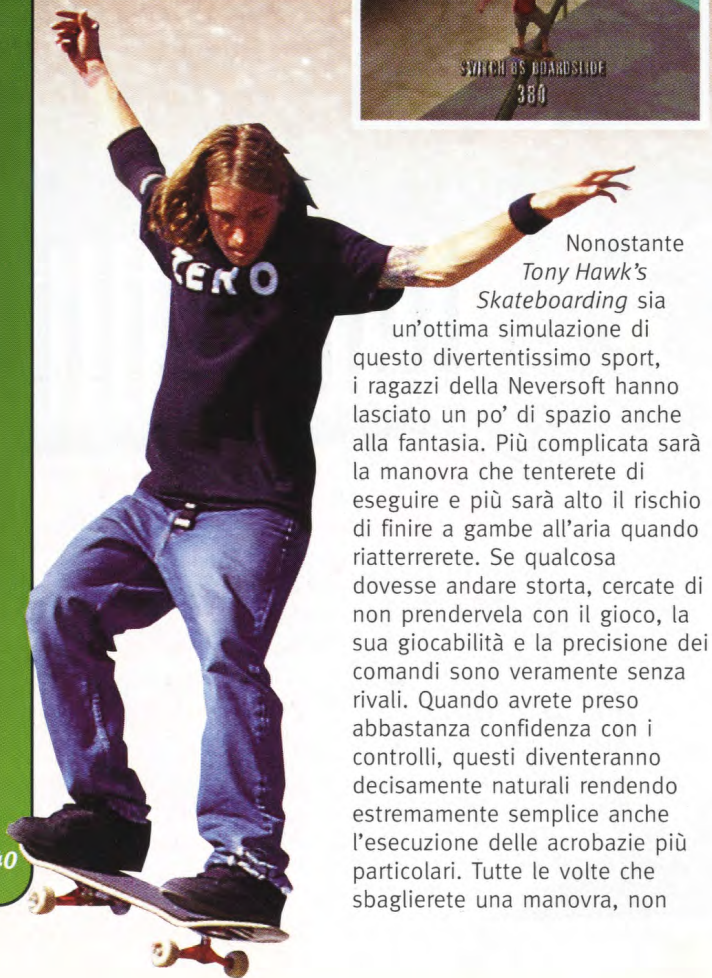 SWITCH BS BOARDSLIDE
380
ZERO
Nonostante
Tony Hawk's
Skateboarding sia
un'ottima simulazione di
questo divertentissimo sport,
i ragazzi della Neversoft hanno
lasciato un po' di spazio anche
alla fantasia. Più complicata sarà
la manovra che tenterete di
eseguire e più sarà alto il rischio
di finire a gambe all'aria quando
riatterrerete. Se qualcosa
dovesse andare storta, cercate di
non prendervela con il gioco, la
sua giocabilità e la precisione dei
comandi sono veramente senza
rivali. Quando avrete preso
abbastanza confidenza con i
controlli, questi diventeranno
decisamente naturali rendendo
estremamente semplice anche
l'esecuzione delle acrobazie più
particolari. Tutte le volte che
sbaglierete una manovra, non